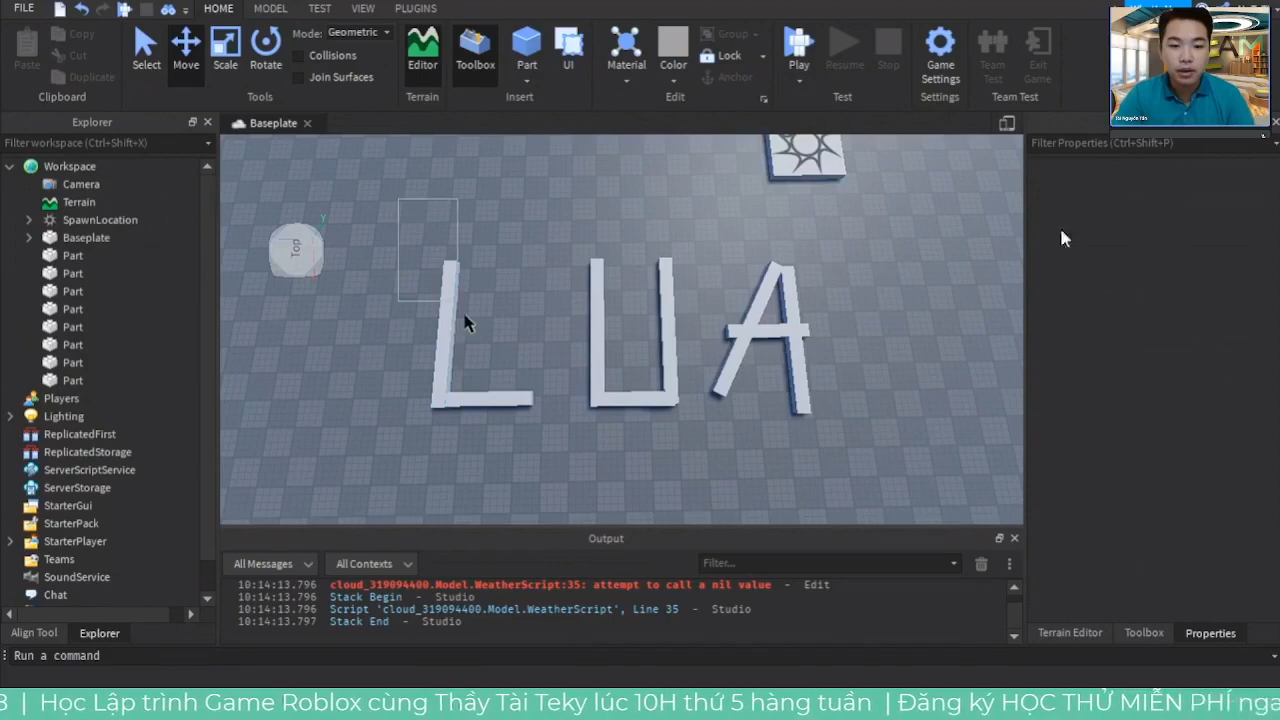 FILE HOME MODEL TEST VIEW PLUGINS
Paste Copy Cut Duplicate
Clipboard
Select Move Scale Rotate
Mode: Geometric
Collisions
Join Surfaces
Tools
Editor
Terrain
Toolbox Part UI
Insert
Material Color
Group
Lock
Anchor
Edit
Play Resume Stop
Test
Game Settings
Settings
Team Test Exit Game
Team Test
Explorer
Filter workspace (Ctrl+Shift+X)
Workspace
Camera
Terrain
SpawnLocation
Baseplate
Part
Part
Part
Part
Part
Part
Part
Part
Players
Lighting
ReplicatedFirst
ReplicatedStorage
ServerScriptService
ServerStorage
StarterGui
StarterPack
StarterPlayer
Teams
SoundService
Chat
Align Tool Explorer
Baseplate
Top
Y
LUA
Filter Properties (Ctrl+Shift+P)
Output
All Messages All Contexts Filter...
10:14:13.796 cloud_319094400.Model.WeatherScript:35: attempt to call a nil value - Edit
10:14:13.796 Stack Begin - Studio
10:14:13.796 Script 'cloud_319094400.Model.WeatherScript', Line 35 - Studio
10:14:13.797 Stack End - Studio
Terrain Editor Toolbox Properties
Run a command
3 | Học Lập trình Game Roblox cùng Thầy Tài Teky lúc 10H thứ 5 hàng tuần | Đăng ký HỌC THỬ MIỄN PHÍ nga